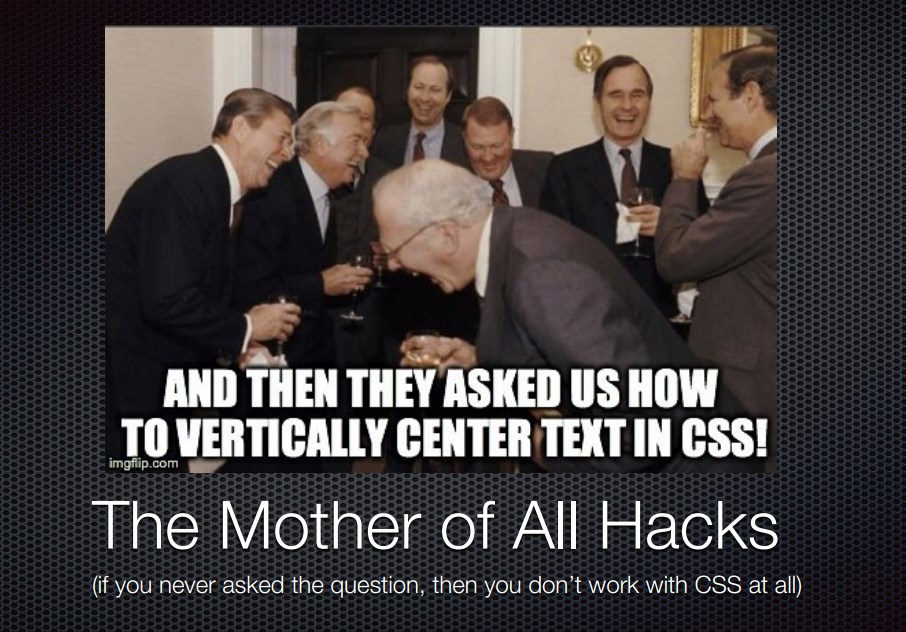 AND THEN THEY ASKED US HOW
TO VERTICALLY CENTER TEXT IN CSS!
imgflip.com
The Mother of All Hacks
(if you never asked the question, then you don't work with CSS at all)